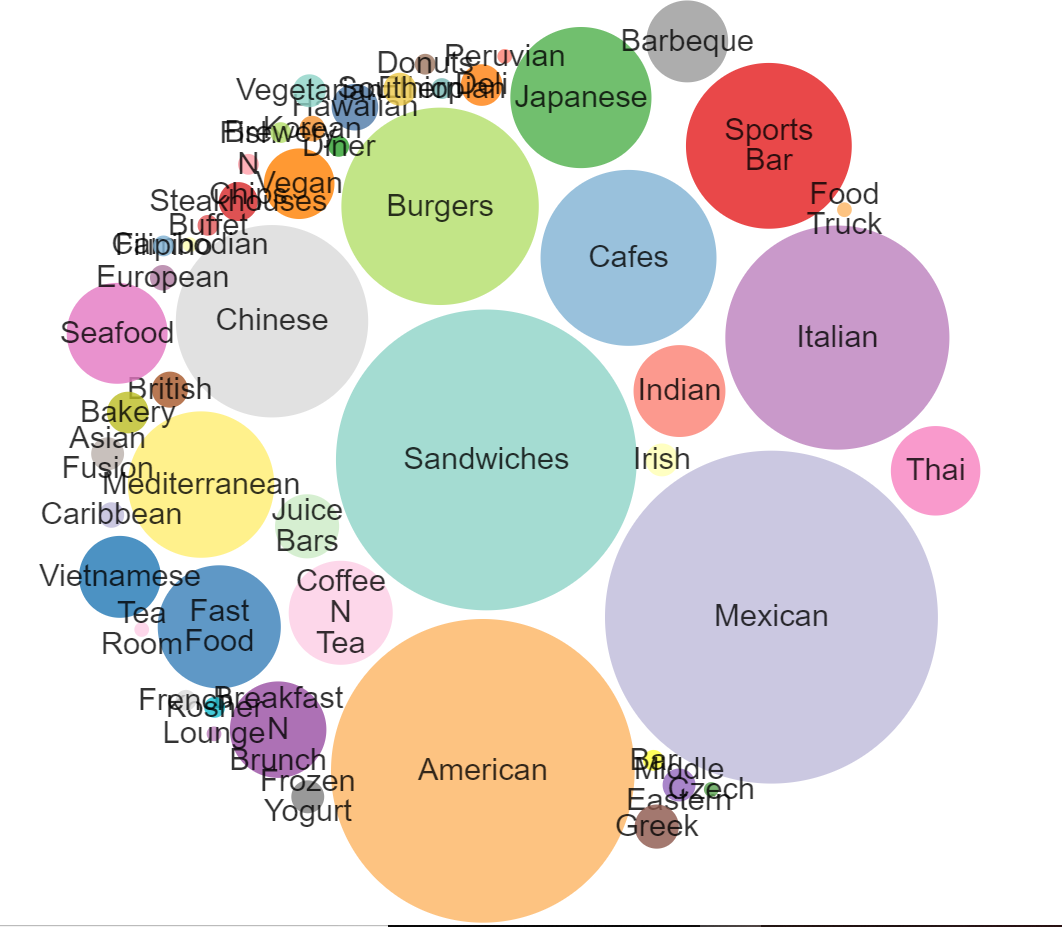 Barbeque
Peruvian
Donuts
Deli
Vegetarian
Southern
Ethiopian
Japanese
Hawaiian
Korean
Brewery
Diner
Sports
Bar
Fish
N
Chips
Vegan
Steakhouses
Burgers
Food
Truck
Buffet
Cambodian
Filipino
Cafes
European
Chinese
Seafood
Italian
British
Indian
Bakery
Asian
Fusion
Sandwiches
Irish
Thai
Mediterranean
Caribbean
Juice
Bars
Vietnamese
Coffee
N
Tea
Tea
Room
Fast
Food
Mexican
French
Kosher
Breakfast
N
Brunch
Lounge
American
Frozen
Yogurt
Bar
Middle
Eastern
Czech
Greek